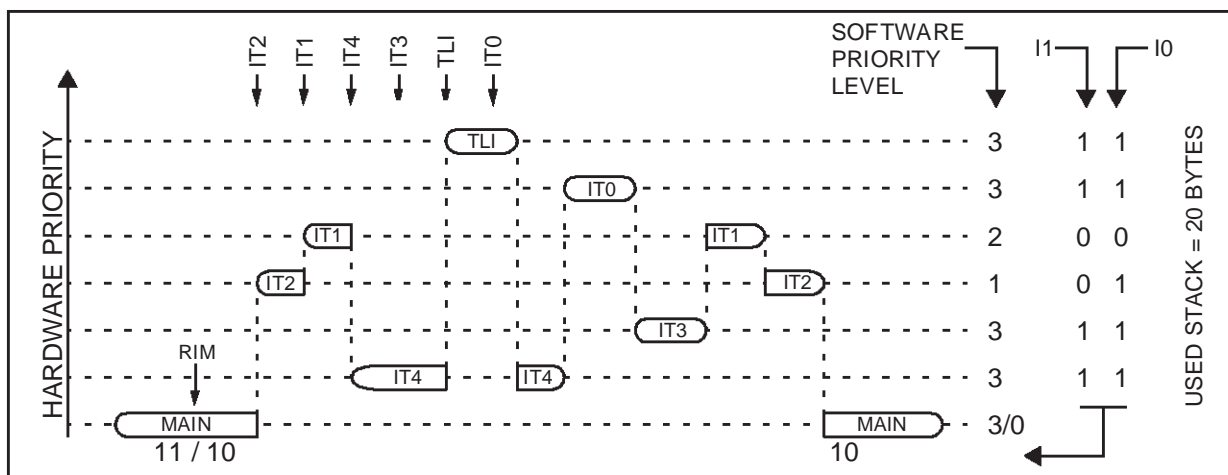 IT2 IT1 IT4 IT3 TLI IT0
SOFTWARE
PRIORITY
LEVEL
I1 I0
HARDWARE PRIORITY
USED STACK = 20 BYTES
TLI 3 1 1
IT0 3 1 1
IT1 IT1 2 0 0
IT2 IT2 1 0 1
IT3 3 1 1
RIM
IT4 IT4 3 1 1
MAIN MAIN 3/0
11 / 10 10